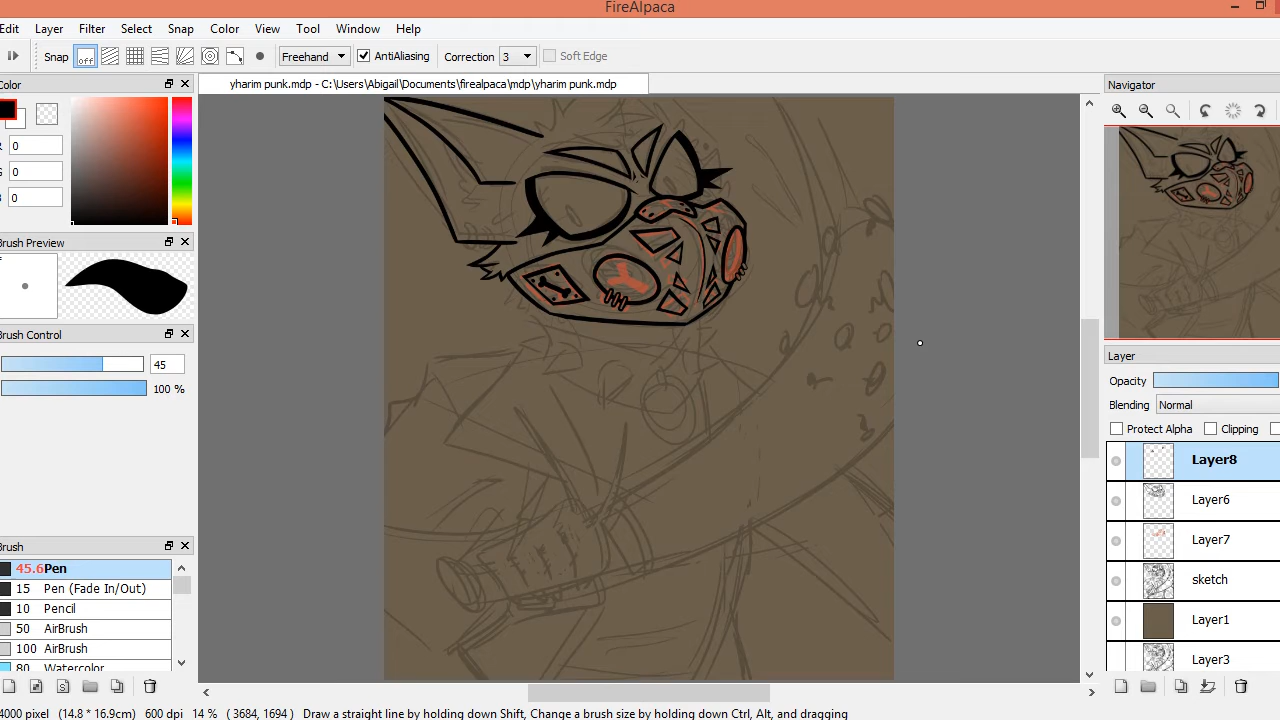 FireAlpaca
Edit Layer Filter Select Snap Color View Tool Window Help
Snap off Freehand AntiAliasing Correction 3 Soft Edge
Color
yharim punk.mdp - C:\Users\Abigail\Documents\firealpaca\mdp\yharim punk.mdp
Navigator
R 0
0
0
Brush Preview
Brush Control
45
100 %
Layer
Opacity
Blending Normal
Protect Alpha Clipping
Layer8
Layer6
Layer7
sketch
Layer1
Layer3
Brush
45.6 Pen
15 Pen (Fade In/Out)
10 Pencil
50 AirBrush
100 AirBrush
80 Watercolor
4000 pixel (14.8 * 16.9cm) 600 dpi 14 % ( 3684, 1694 ) Draw a straight line by holding down Shift, Change a brush size by holding down Ctrl, Alt, and dragging